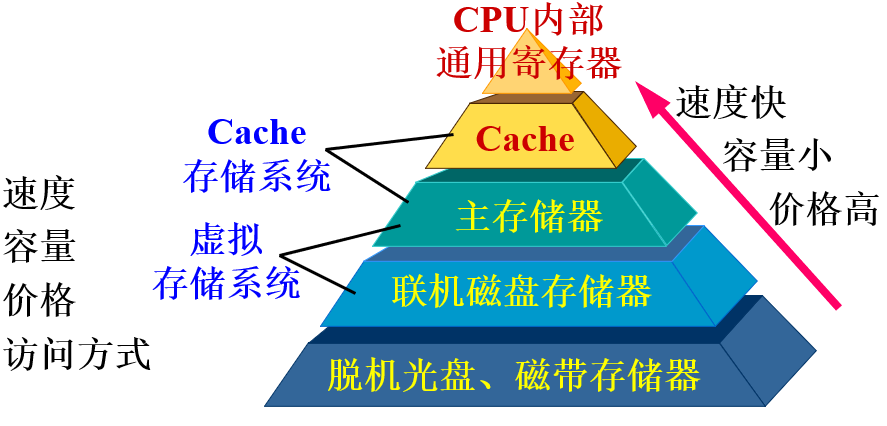 CPU内部
通用寄存器
Cache
Cache
存储系统
主存储器
虚拟
存储系统
联机磁盘存储器
脱机光盘、磁带存储器
速度
容量
价格
访问方式
速度快
容量小
价格高